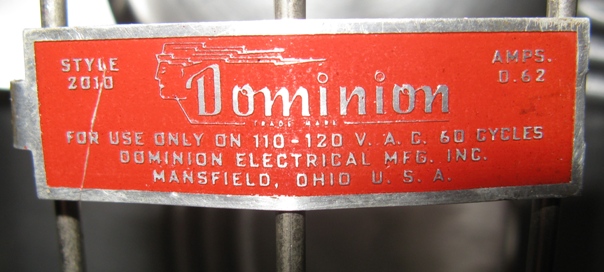 STYLE
2010
AMPS.
0.62
Dominion
TRADE MARK
FOR USE ONLY ON 110-120 V. A.C. 60 CYCLES
DOMINION ELECTRICAL MFG. INC.
MANSFIELD, OHIO U.S.A.